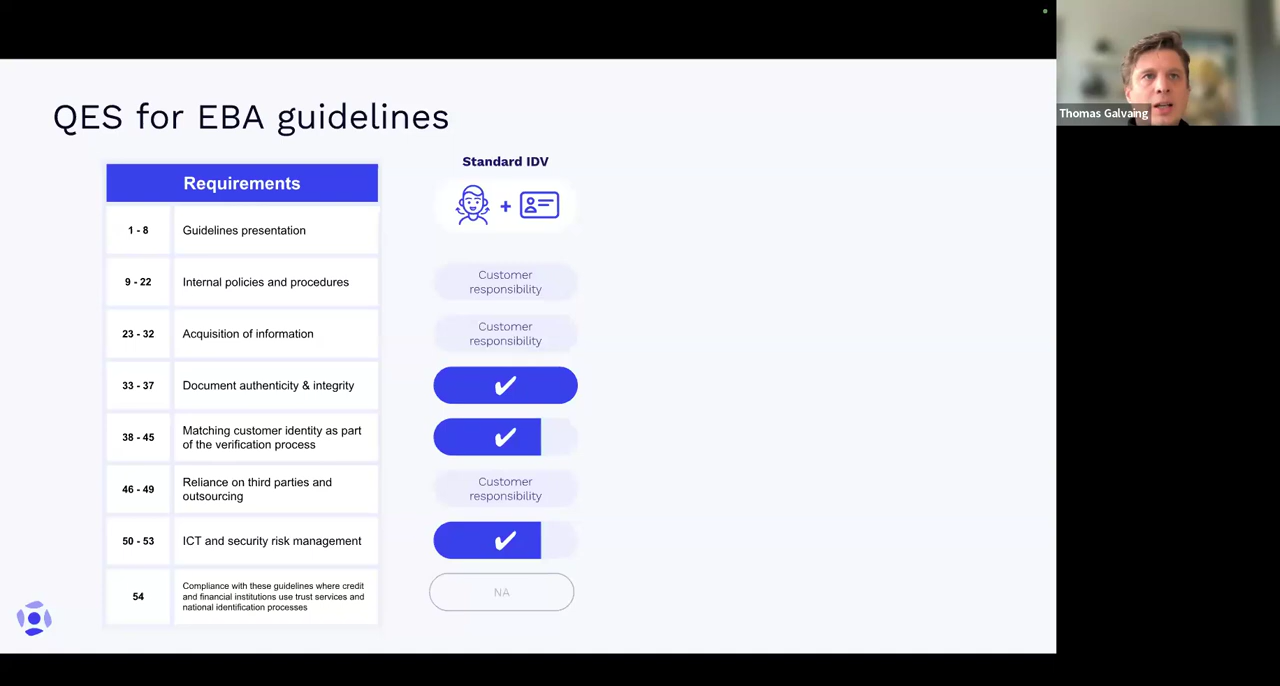 QES for EBA guidelines
Thomas Galvaing
Standard IDV
Requirements
+
1 - 8
Guidelines presentation
9 - 22
Internal policies and procedures
Customer
responsibility
23 - 32
Acquisition of information
Customer
responsibility
33 - 37
Document authenticity & integrity
✔
38 - 45
Matching customer identity as part
of the verification process
✔
46 - 49
Reliance on third parties and
outsourcing
Customer
responsibility
50 - 53
ICT and security risk management
✔
54
Compliance with these guidelines where credit
and financial institutions use trust services and
national identification processes
NA